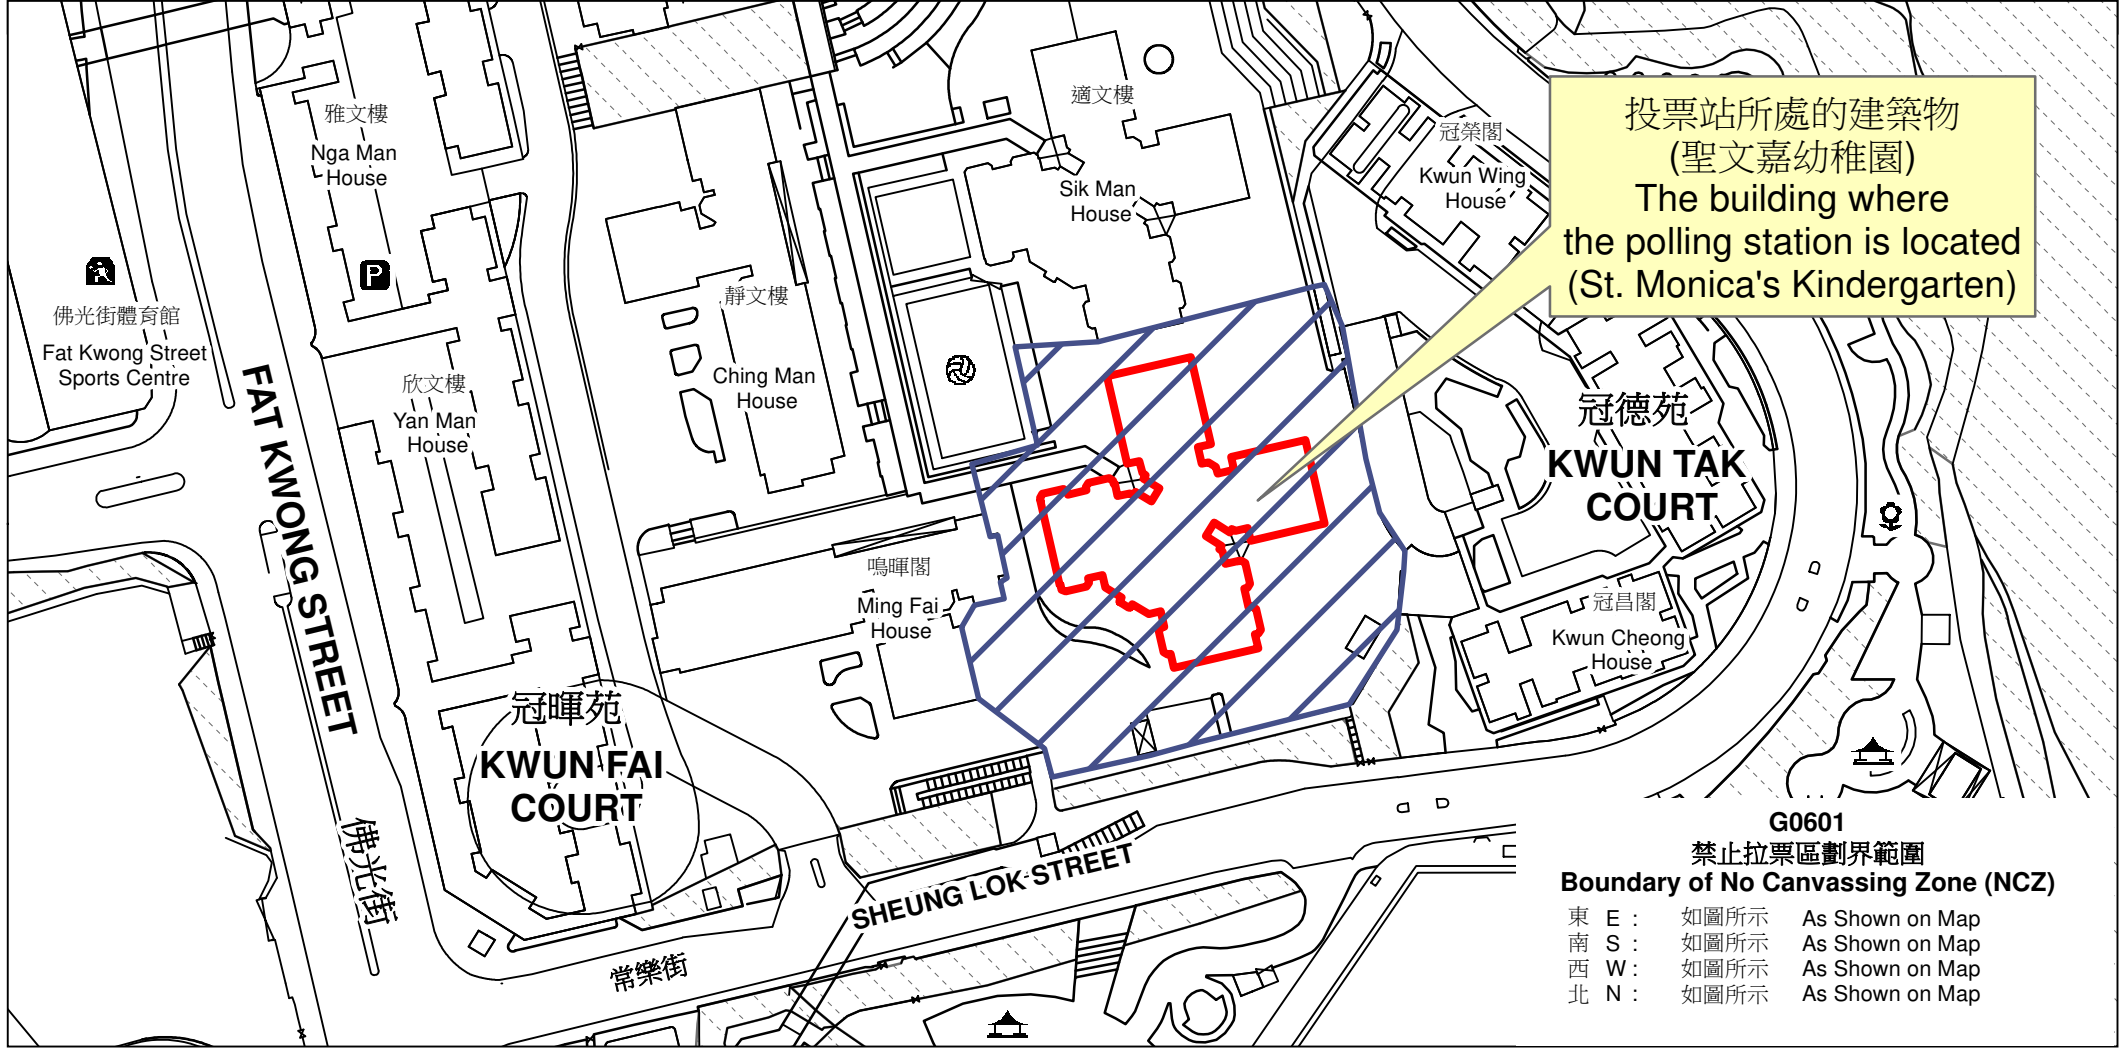 雅文樓
Nga Man
House
適文樓
Sik Man
House
冠榮閣
Kwun Wing
House
投票站所處的建築物
(聖文嘉幼稚園)
The building where
the polling station is located
(St. Monica's Kindergarten)
P
佛光街體育館
Fat Kwong Street
Sports Centre
靜文樓
Ching Man
House
欣文樓
Yan Man
House
FAT KWONG STREET
佛光街
冠德苑
KWUN TAK
COURT
鳴暉閣
Ming Fai
House
冠昌閣
Kwun Cheong
House
冠暉苑
KWUN FAI
COURT
SHEUNG LOK STREET
常樂街
G0601
禁止拉票區劃界範圍
Boundary of No Canvassing Zone (NCZ)
東 E : 如圖所示 As Shown on Map
南 S : 如圖所示 As Shown on Map
西 W : 如圖所示 As Shown on Map
北 N : 如圖所示 As Shown on Map